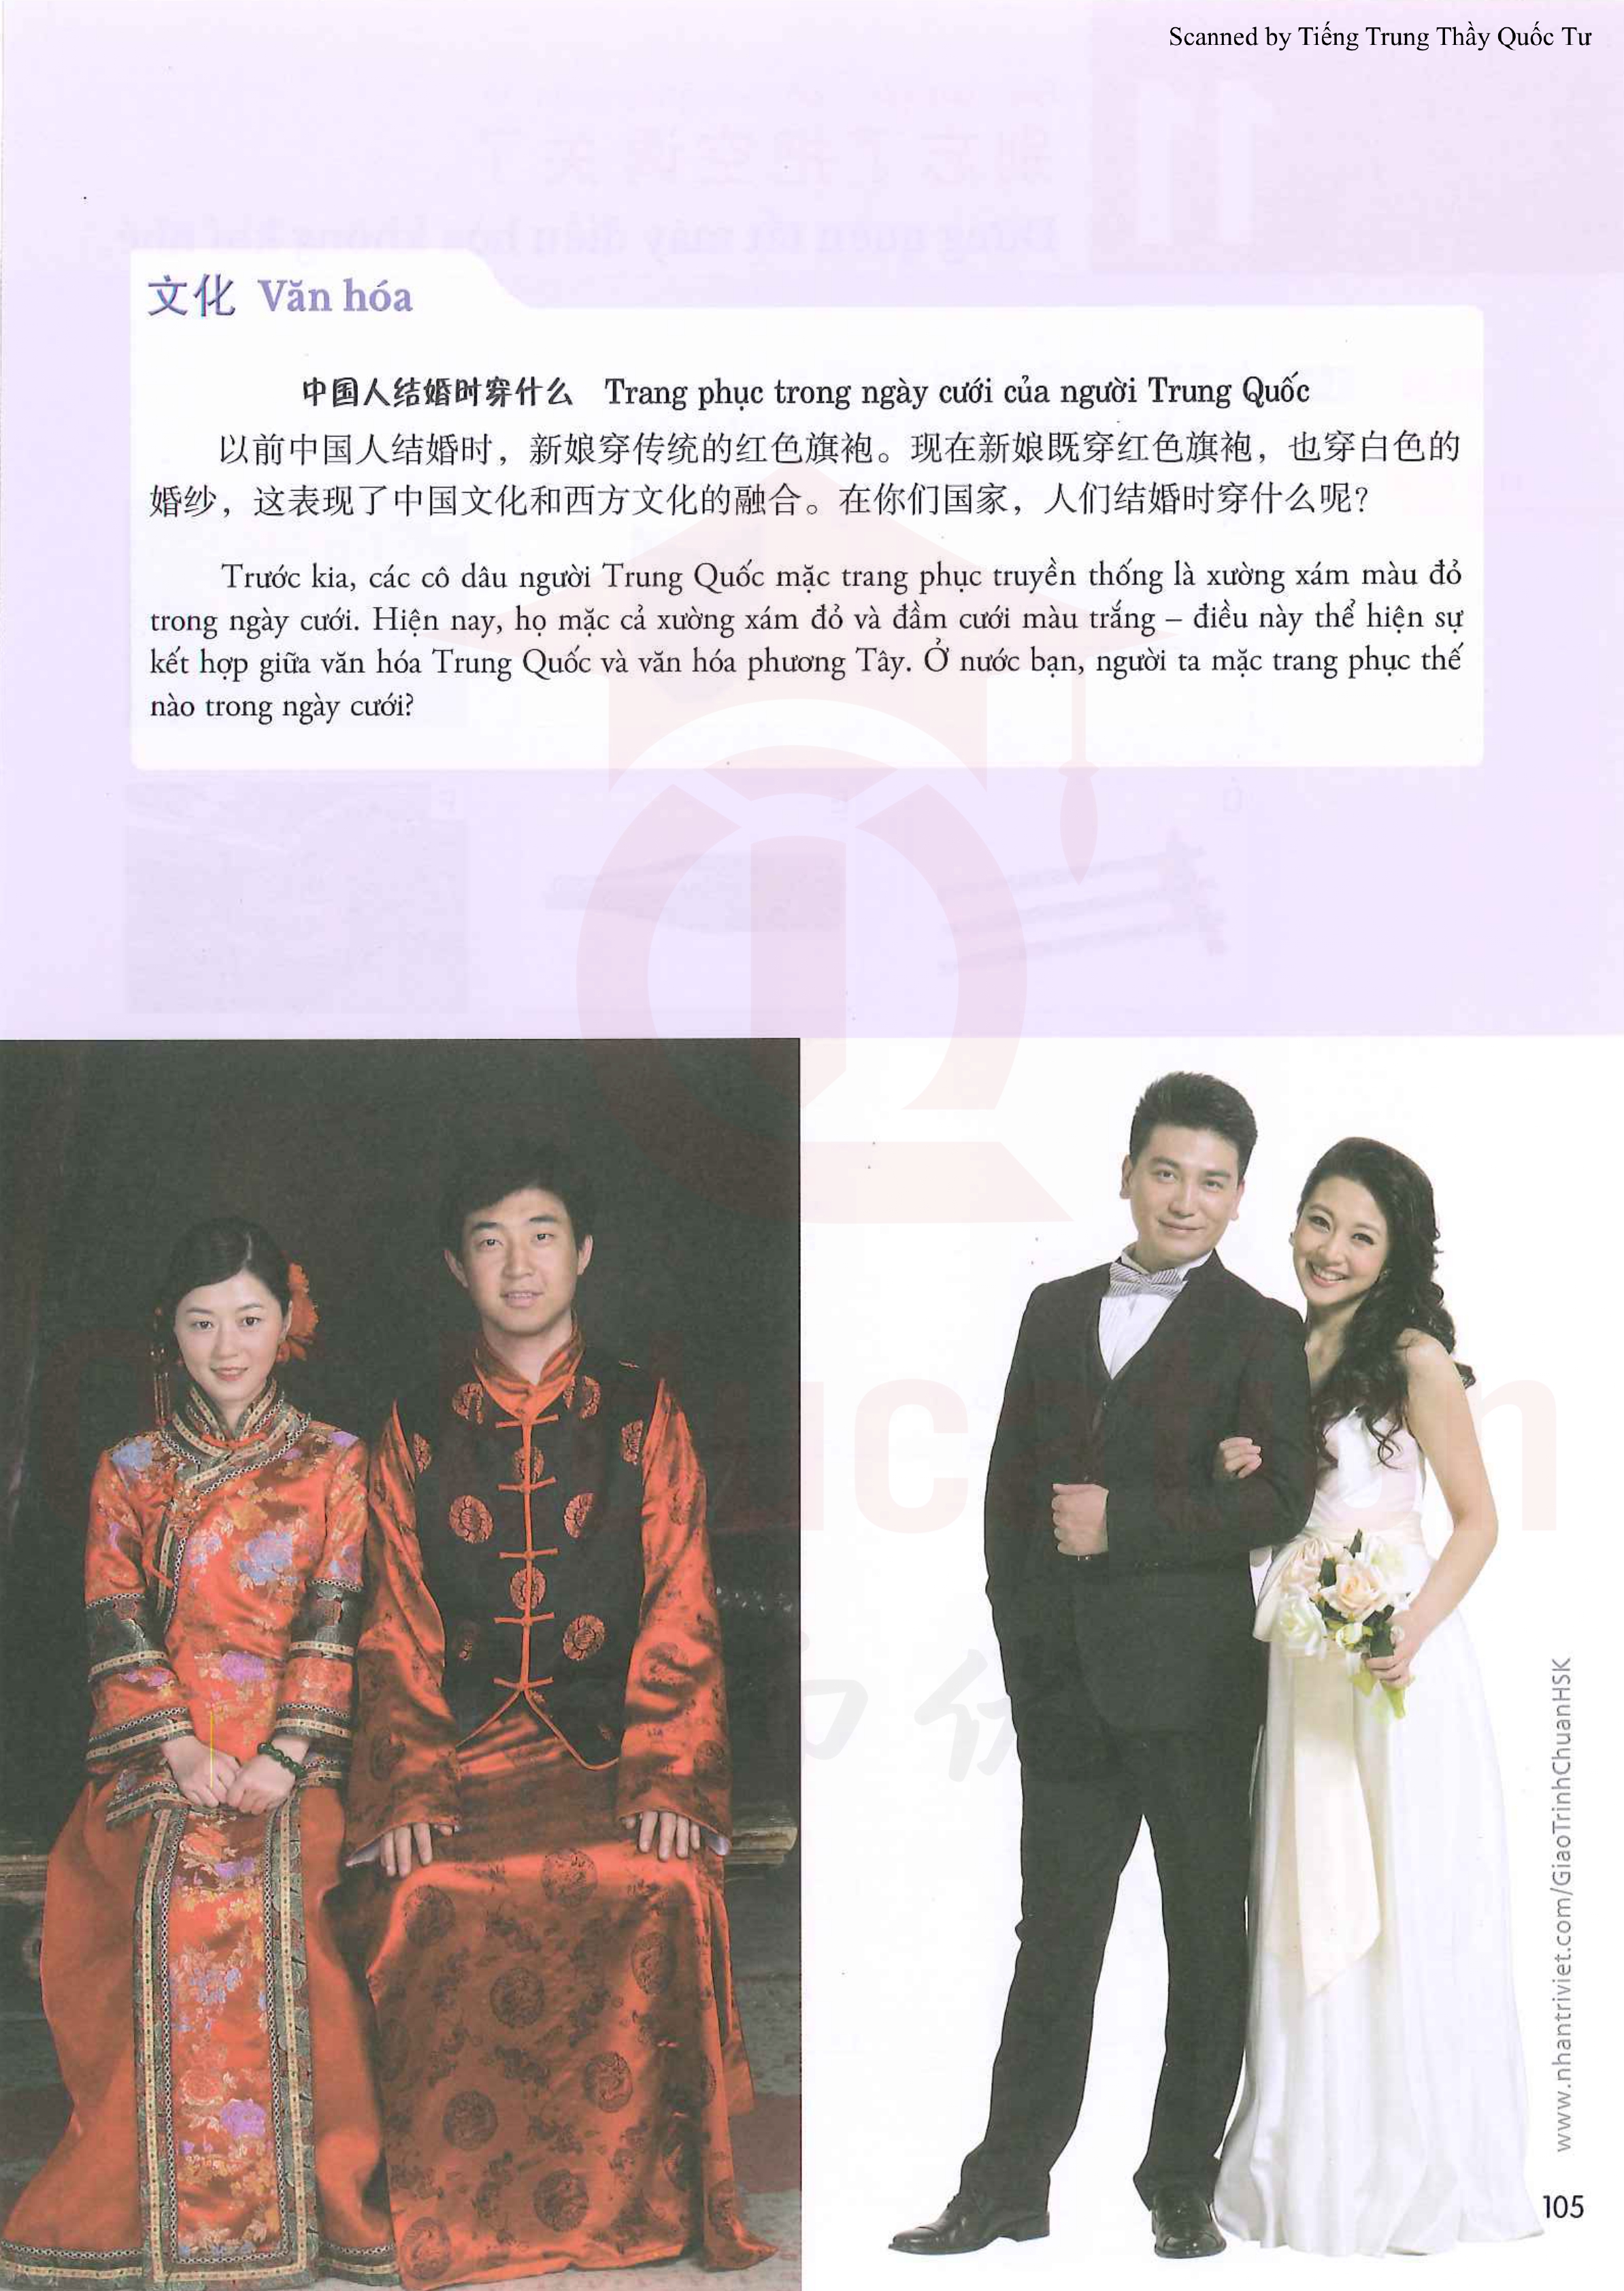 Scanned by Tiếng Trung Thầy Quốc Tư
文化 Văn hóa
中国人结婚时穿什么 Trang phục trong ngày cưới của người Trung Quốc
以前中国人结婚时，新娘穿传统的红色旗袍。现在新娘既穿红色旗袍，也穿白色的
婚纱，这表现了中国文化和西方文化的融合。在你们国家，人们结婚时穿什么呢？
Trước kia, các cô dâu người Trung Quốc mặc trang phục truyền thống là xường xám màu đỏ
trong ngày cưới. Hiện nay, họ mặc cả xường xám đỏ và đầm cưới màu trắng – điều này thể hiện sự
kết hợp giữa văn hóa Trung Quốc và văn hóa phương Tây. Ở nước bạn, người ta mặc trang phục thế
nào trong ngày cưới?
www.nhantriviet.com/GiaoTrinhChuanHSK
105